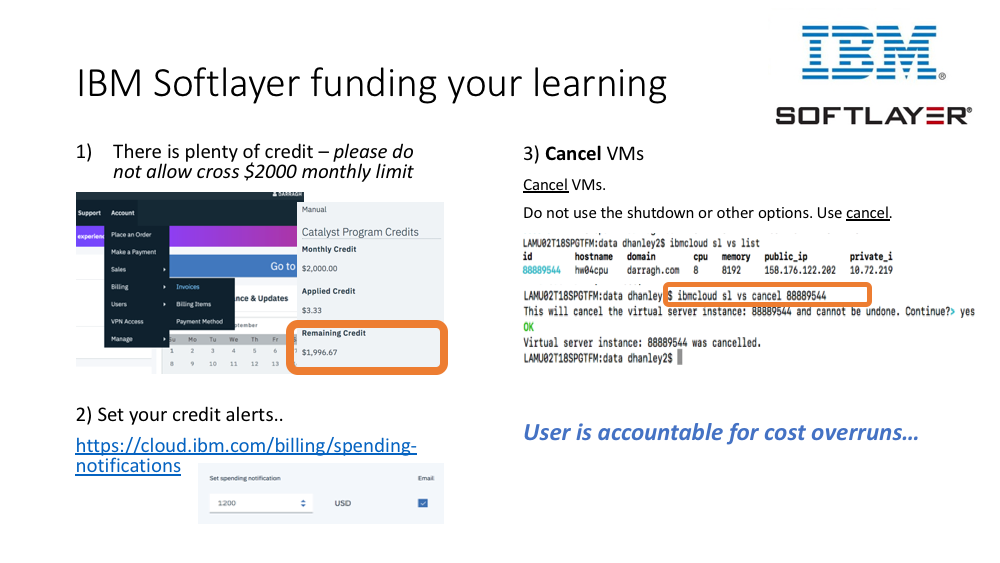 IBM
®
SOFTLAYER®
IBM Softlayer funding your learning
1) There is plenty of credit – please do
not allow cross $2000 monthly limit
DARRAGH
Support Account
experienc
Place an Order
Make a Payment
Sales
Billing
Users
VPN Access
Manage
Invoices
Billing Items
Payment Method
Go to
nce & Updates
eptember
Su Mo Tu We Th Fr S
1 2 3 4 5 6 7
8 9 10 11 12 13
Manual
Catalyst Program Credits
Monthly Credit
$2,000.00
Applied Credit
$3.33
Remaining Credit
$1,996.67
2) Set your credit alerts..
https://cloud.ibm.com/billing/spending-
notifications
Set spending notification Email
1200 USD
3) Cancel VMs
Cancel VMs.
Do not use the shutdown or other options. Use cancel.
LAMU02T18SPGTFM:data dhanley2$ ibmcloud sl vs list
id hostname domain cpu memory public_ip private_i
88889544 hw04cpu darragh.com 8 8192 158.176.122.202 10.72.219
LAMU02T18SPGTFM:data dhanley $ ibmcloud sl vs cancel 88889544
This will cancel the virtual server instance: 88889544 and cannot be undone. Continue?> yes
OK
Virtual server instance: 88889544 was cancelled.
LAMU02T18SPGTFM:data dhanley2$
User is accountable for cost overruns…